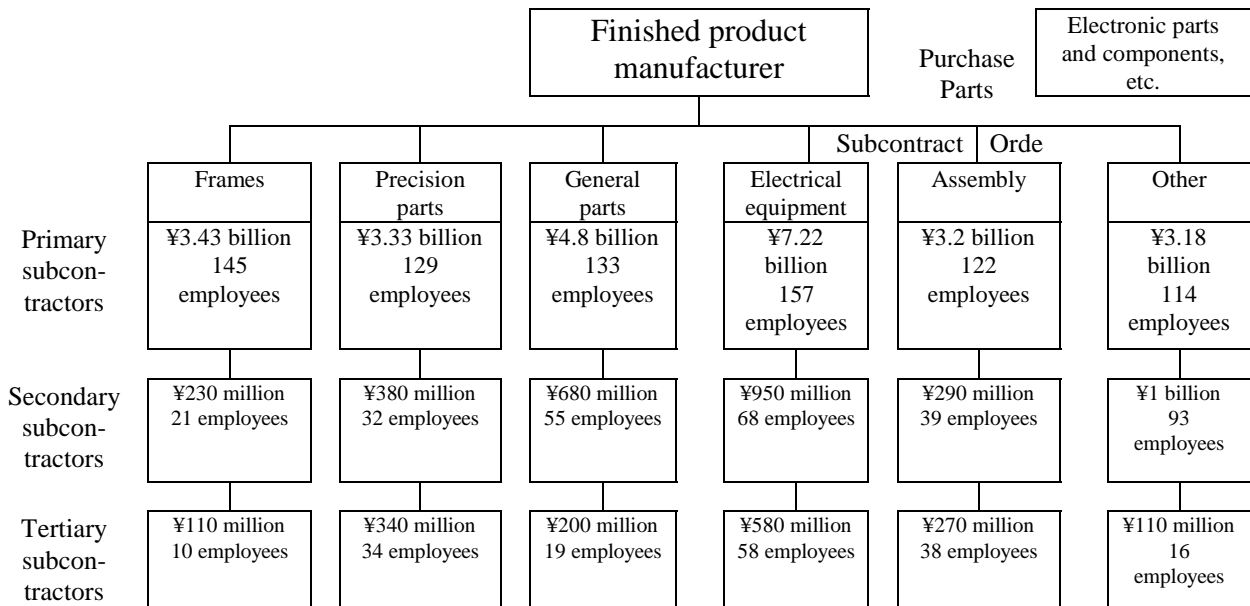 Finished product
manufacturer
Purchase
Parts
Electronic parts
and components,
etc.
Subcontract
Orde
Frames
Precision
parts
General
parts
Electrical
equipment
Assembly
Other
Primary
subcon-
tractors
¥3.43 billion
145
employees
¥3.33 billion
129
employees
¥4.8 billion
133
employees
¥7.22
billion
157
employees
¥3.2 billion
122
employees
¥3.18
billion
114
employees
Secondary
subcon-
tractors
¥230 million
21 employees
¥380 million
32 employees
¥680 million
55 employees
¥950 million
68 employees
¥290 million
39 employees
¥1 billion
93
employees
Tertiary
subcon-
tractors
¥110 million
10 employees
¥340 million
34 employees
¥200 million
19 employees
¥580 million
58 employees
¥270 million
38 employees
¥110 million
16
employees